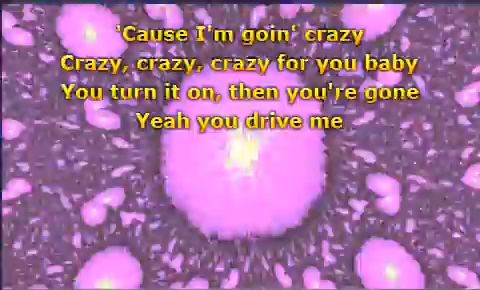 'Cause I'm goin' crazy
Crazy, crazy, crazy for you baby
You turn it on, then you're gone
Yeah you drive me